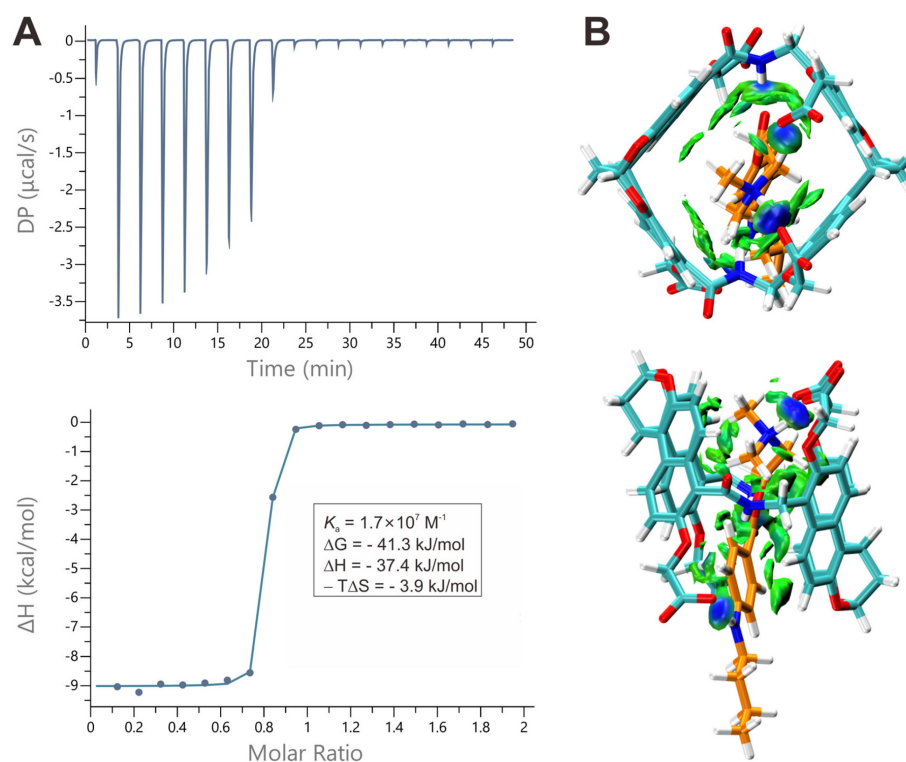 A
B
0
-0.5
-1
-1.5
-2
-2.5
-3
3.5
DP (µcal/s)
0 5 10 15 20 25 30 35 40 45 50
Time (min)
0
-1
-2
-3
-4
-5
-6
-7
-8
-9
ΔH (kcal/mol)
Kₐ = 1.7×10⁷ M⁻¹
ΔG = - 41.3 kJ/mol
ΔH = - 37.4 kJ/mol
– TΔS = - 3.9 kJ/mol
0 0.2 0.4 0.6 0.8 1 1.2 1.4 1.6 1.8 2
Molar Ratio